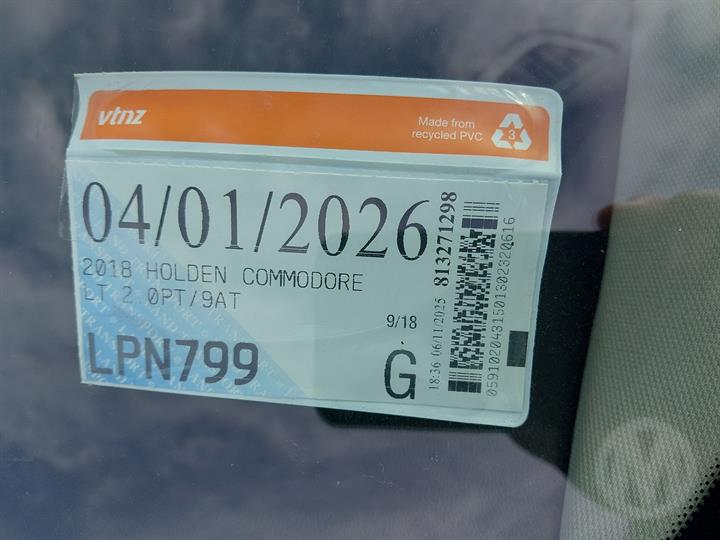 vtnz
Made from
recycled PVC
3
04/01/2026
2018 HOLDEN COMMODORE
LT 2.0PT/9AT
9/18
LPN799
G
18:36 06/11/2025 813271298
05910204315013023220616